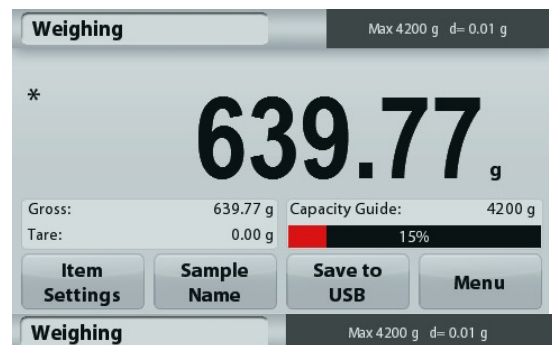 Weighing Max 4200 g d= 0.01 g
*
639.77 g
Gross: 639.77 g Capacity Guide: 4200 g
Tare: 0.00 g 15%
Item Settings Sample Name Save to USB Menu
Weighing Max 4200 g d= 0.01 g